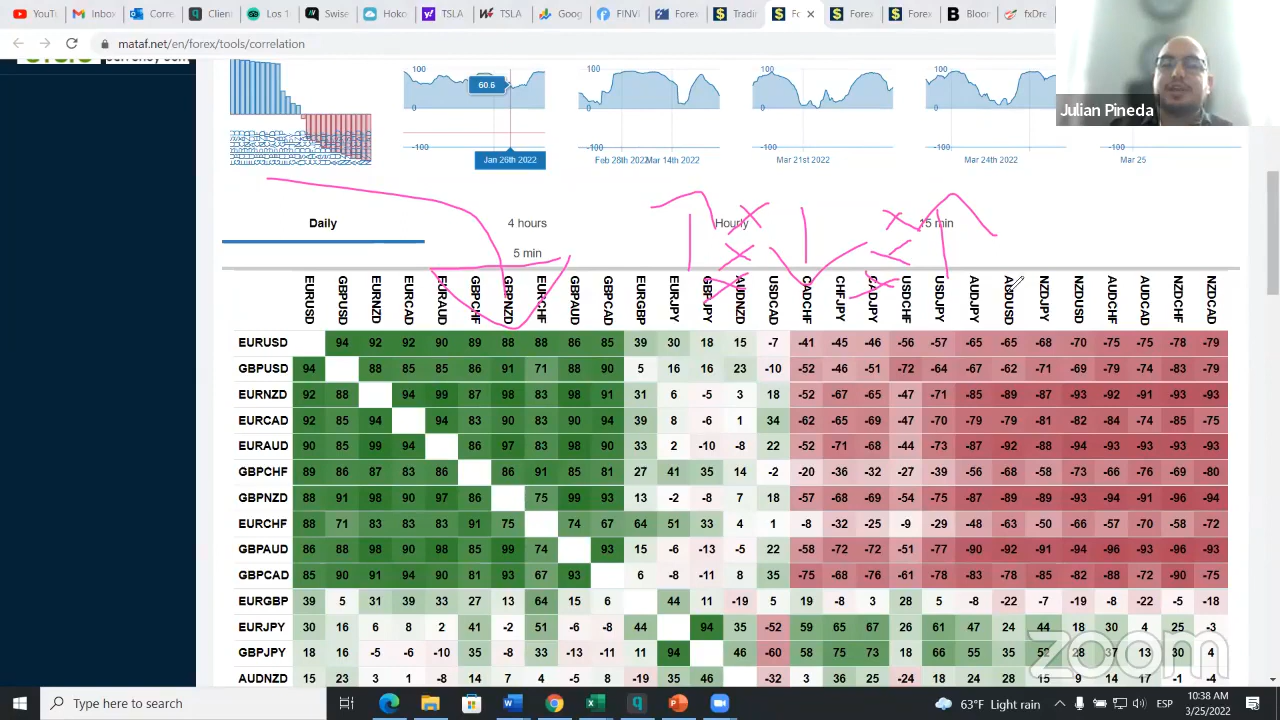 YouTu
Inbox
Corre
Client
Los
Swise
Hoko
TSLA
TSLA
Goog
FINV
Forex
Tradin
Fo
Forex
Forex
Bloor
fxDre
mataf.net/en/forex/tools/correlation
Julian Pineda
100 100 100 100
60.6
-100 -100 -100 -100
Jan 26th 2022 Feb 28th 2022 Mar 14th 2022 Mar 21st 2022 Mar 24th 2022 Mar 25
Daily 4 hours Hourly 15 min
5 min
EURUSD GBPUSD EURNZD EURCAD EURAUD GBPCHF GBPNZD EURCHF GBPAUD GBPCAD EURGBP EURJPY GBPJPY AUDNZD USDCAD CADCHF CHFJPY CADJPY USDCHF USDJPY AUDJPY AUDUSD NZDJPY NZDUSD AUDCHF AUDCAD NZDCHF NZDCAD
EURUSD 94 92 92 90 89 88 88 86 85 39 30 18 15 -7 -41 -45 -46 -56 -57 -65 -65 -68 -70 -75 -75 -78 -79
GBPUSD 94 88 85 85 86 91 71 88 90 5 16 16 23 -10 -52 -46 -51 -72 -64 -67 -62 -71 -69 -79 -74 -83 -79
EURNZD 92 88 94 99 87 98 83 98 91 31 6 -5 3 18 -52 -67 -65 -47 -71 -85 -89 -87 -93 -92 -91 -93 -93
EURCAD 92 85 94 94 83 90 83 90 94 39 8 -6 1 34 -62 -65 -69 -47 -70 -79 -79 -81 -82 -84 -74 -85 -75
EURAUD 90 85 99 94 86 97 83 98 90 33 2 -10 -8 22 -52 -71 -68 -44 -73 -87 -92 -88 -94 -93 -93 -93 -93
GBPCHF 89 86 87 83 86 86 91 85 81 27 41 35 14 -2 -20 -36 -32 -27 -39 -56 -68 -58 -73 -66 -76 -69 -80
GBPNZD 88 91 98 90 97 86 75 99 93 13 -2 -8 7 18 -57 -68 -69 -54 -75 -87 -89 -89 -93 -94 -91 -96 -94
EURCHF 88 71 83 83 83 91 75 74 67 64 51 33 4 1 -8 -32 -25 -9 -29 -48 -63 -50 -66 -57 -70 -58 -72
GBPAUD 86 88 98 90 98 85 99 74 93 15 -6 -13 -5 22 -58 -72 -72 -51 -77 -90 -92 -91 -94 -96 -93 -96 -93
GBPCAD 85 90 91 94 90 81 93 67 93 6 -8 -11 8 35 -75 -68 -76 -61 -78 -83 -78 -85 -82 -88 -72 -90 -75
EURGBP 39 5 31 39 33 27 13 64 15 6 44 11 -19 5 19 -8 3 28 5 -8 -22 -7 -19 -8 -22 -5 -18
EURJPY 30 16 6 8 2 41 -2 51 -6 -8 44 94 35 -52 59 65 67 26 61 47 24 44 18 30 4 25 -3
GBPJPY 18 16 -5 -6 -10 35 -8 33 -13 -11 11 94 46 -60 58 75 73 18 66 55 35 52 28 37 13 30 4
AUDNZD 15 23 3 1 -8 14 7 4 -5 8 -19 35 46 -32 3 36 25 -24 18 24 28 15 9 14 17 -1 -4
zoom
Type here to search
63°F Light rain
ESP
10:38 AM
3/25/2022